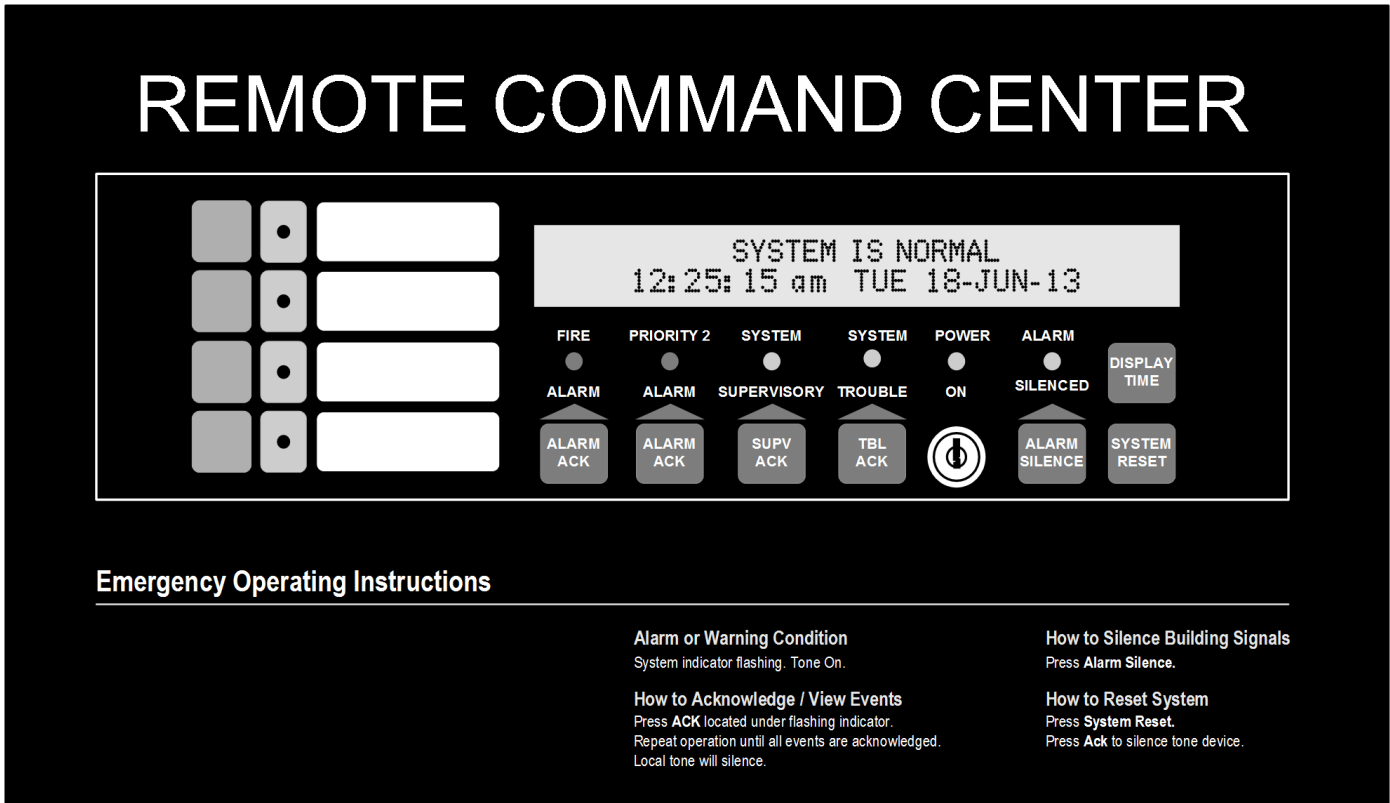 REMOTE COMMAND CENTER
SYSTEM IS NORMAL
12:25:15 am TUE 18-JUN-13
FIRE
ALARM
PRIORITY 2
ALARM
SYSTEM
SUPERVISORY
SYSTEM
TROUBLE
POWER
ON
ALARM
SILENCED
DISPLAY
TIME
ALARM
ACK
ALARM
ACK
SUPV
ACK
TBL
ACK
ALARM
SILENCE
SYSTEM
RESET
Emergency Operating Instructions
Alarm or Warning Condition
System indicator flashing. Tone On.
How to Acknowledge / View Events
Press ACK located under flashing indicator.
Repeat operation until all events are acknowledged.
Local tone will silence.
How to Silence Building Signals
Press Alarm Silence.
How to Reset System
Press System Reset.
Press Ack to silence tone device.